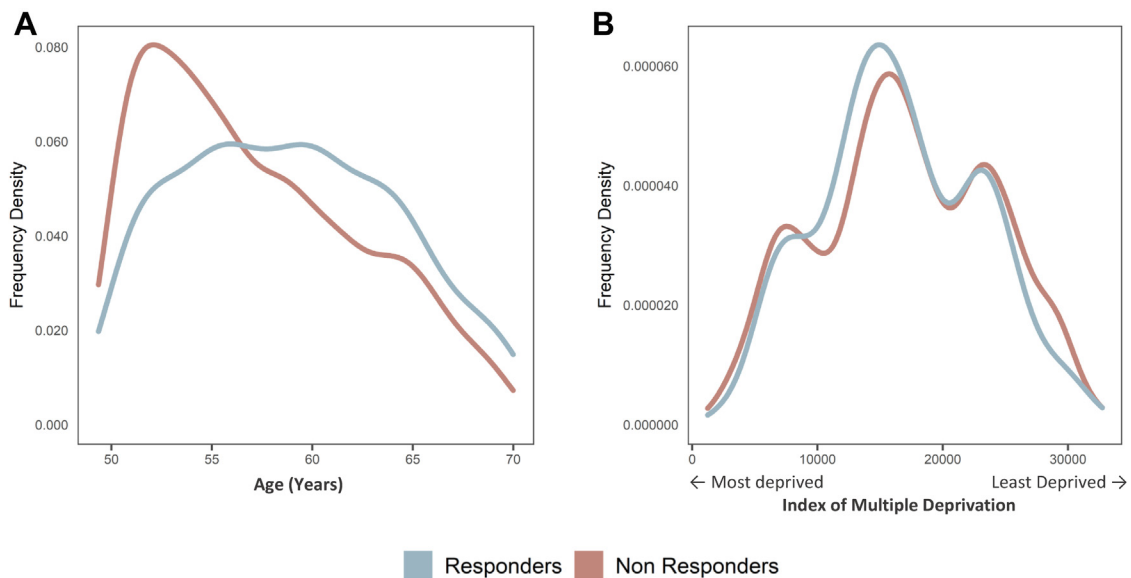 A
0.080
0.060
0.040
0.020
0.000
Frequency Density
50 55 60 65 70
Age (Years)
B
0.000060
0.000040
0.000020
0.000000
Frequency Density
0 10000 20000 30000
← Most deprived Least Deprived →
Index of Multiple Deprivation
Responders Non Responders